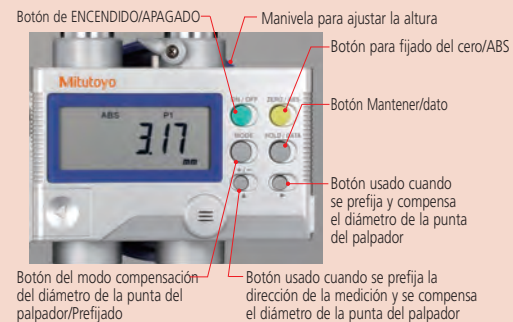 Botón de ENCENDIDO/APAGADO
Manivela para ajustar la altura
Botón para fijado del cero/ABS
Mitutoyo
ON / OFF
ZERO / ABS
ABS P1
3.17
mm
Botón Mantener/dato
MODE
HOLD / DATA
+ / −
Botón usado cuando
se prefija y compensa
el diámetro de la punta
del palpador
Botón del modo compensación
del diámetro de la punta del
palpador/Prefijado
Botón usado cuando se prefija la
dirección de la medición y se compensa
el diámetro de la punta del palpador